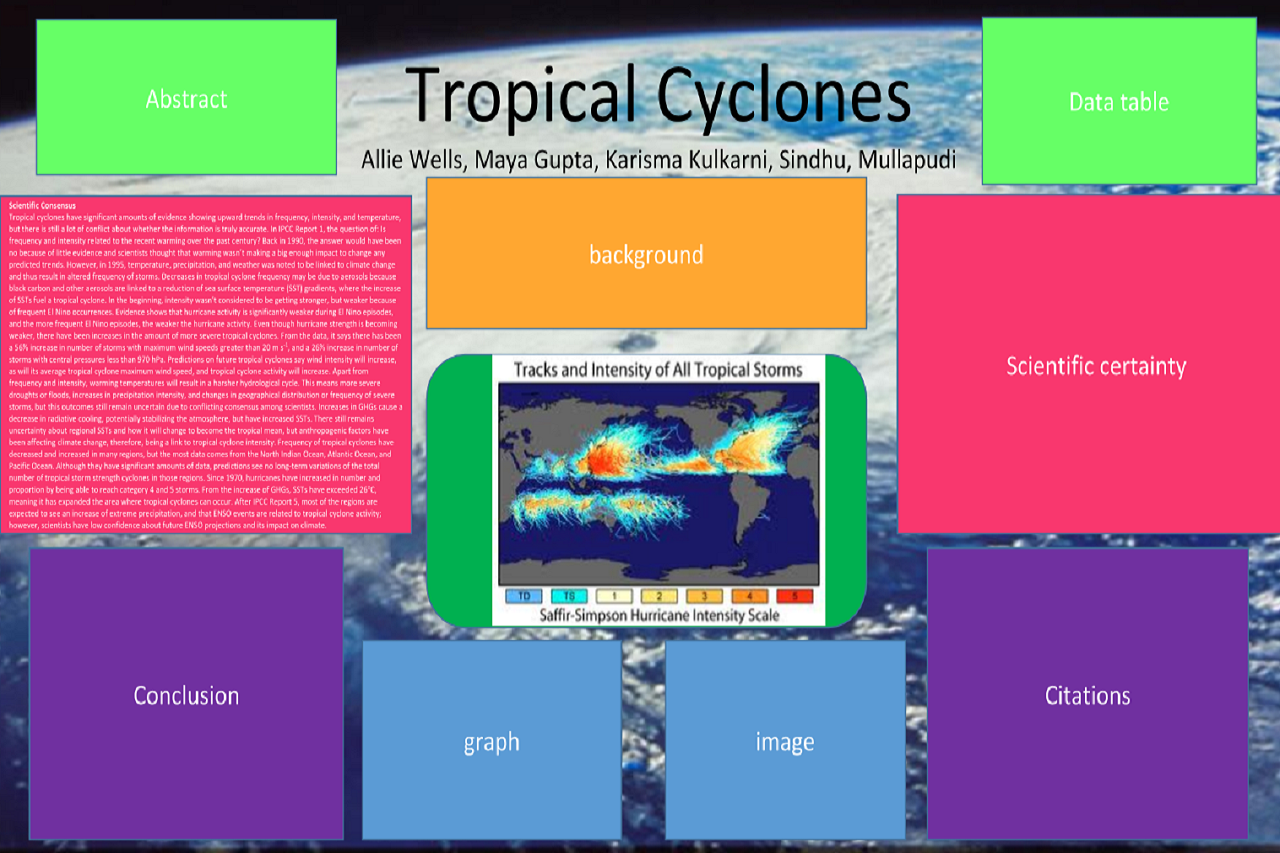 Abstract
Tropical Cyclones
Data table
Allie Wells, Maya Gupta, Karisma Kulkarni, Sindhu, Mullapudi
Scientific Consensus
Tropical cyclones have significant amounts of evidence showing upward trends in frequency, intensity, and temperature,
but there is still a lot of conflict about whether the information is truly accurate. In IPCC Report 1, the question of: Is
frequency and intensity related to the recent warming over the past century? Back in 1990, the answer would have been
no because of little evidence and scientists thought that warming wasn't making a big enough impact to change any
predicted trends. However, in 1995, temperature, precipitation, and weather was noted to be linked to climate change
and thus result in altered frequency of storms. Decreases in tropical cyclone frequency may be due to aerosols because
black carbon and other aerosols are linked to a reduction of sea surface temperature (SST) gradients, where the increase
of SSTs fuel a tropical cyclone. In the beginning, intensity wasn't considered to be getting stronger, but weaker because
of frequent El Nino occurrences. Evidence shows that hurricane activity is significantly weaker during El Nino episodes,
and the more frequent El Nino episodes, the weaker the hurricane activity. Even though hurricane strength is becoming
weaker, there have been increases in the amount of more severe tropical cyclones. From the data, it says there has been
a 56% increase in number of storms with maximum wind speeds greater than 20 m s⁻¹, and a 26% increase in number of
storms with central pressures less than 970 hPa. Predictions on future tropical cyclones say wind intensity will increase,
as will its average tropical cyclone maximum wind speed, and tropical cyclone activity will increase. Apart from
frequency and intensity, warming temperatures will result in a harsher hydrological cycle. This means more severe
droughts or floods, increases in precipitation intensity, and changes in geographical distribution or frequency of severe
storms, but this outcomes still remain uncertain due to conflicting consensus among scientists. Increases in GHGs cause a
decrease in radiative cooling, potentially stabilizing the atmosphere, but have increased SSTs. There still remains
uncertainty about regional SSTs and how it will change to become the tropical mean, but anthropogenic factors have
been affecting climate change, therefore, being a link to tropical cyclone intensity. Frequency of tropical cyclones have
decreased and increased in many regions, but the most data comes from the North Indian Ocean, Atlantic Ocean, and
Pacific Ocean. Although they have significant amounts of data, predictions see no long-term variations of the total
number of tropical storm strength cyclones in those regions. Since 1970, hurricanes have increased in number and
proportion by being able to reach category 4 and 5 storms. From the increase of GHGs, SSTs have exceeded 26°C,
meaning it has expanded the area where tropical cyclones can occur. After IPCC Report 5, most of the regions are
expected to see an increase of extreme precipitation, and that ENSO events are related to tropical cyclone activity;
however, scientists have low confidence about future ENSO projections and its impact on climate.
background
Scientific certainty
Tracks and Intensity of All Tropical Storms
TD TS 1 2 3 4 5
Saffir-Simpson Hurricane Intensity Scale
Conclusion
graph
image
Citations